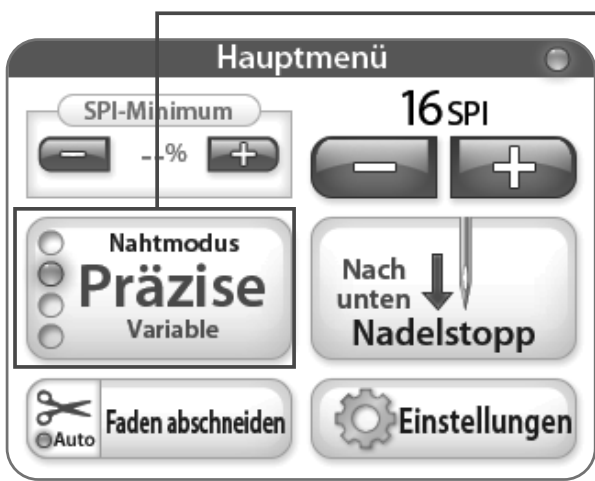 Hauptmenü
SPI-Minimum
--%
16 SPI
Nahtmodus
Präzise
Variable
Nach
unten
Nadelstopp
Auto
Faden abschneiden
Einstellungen